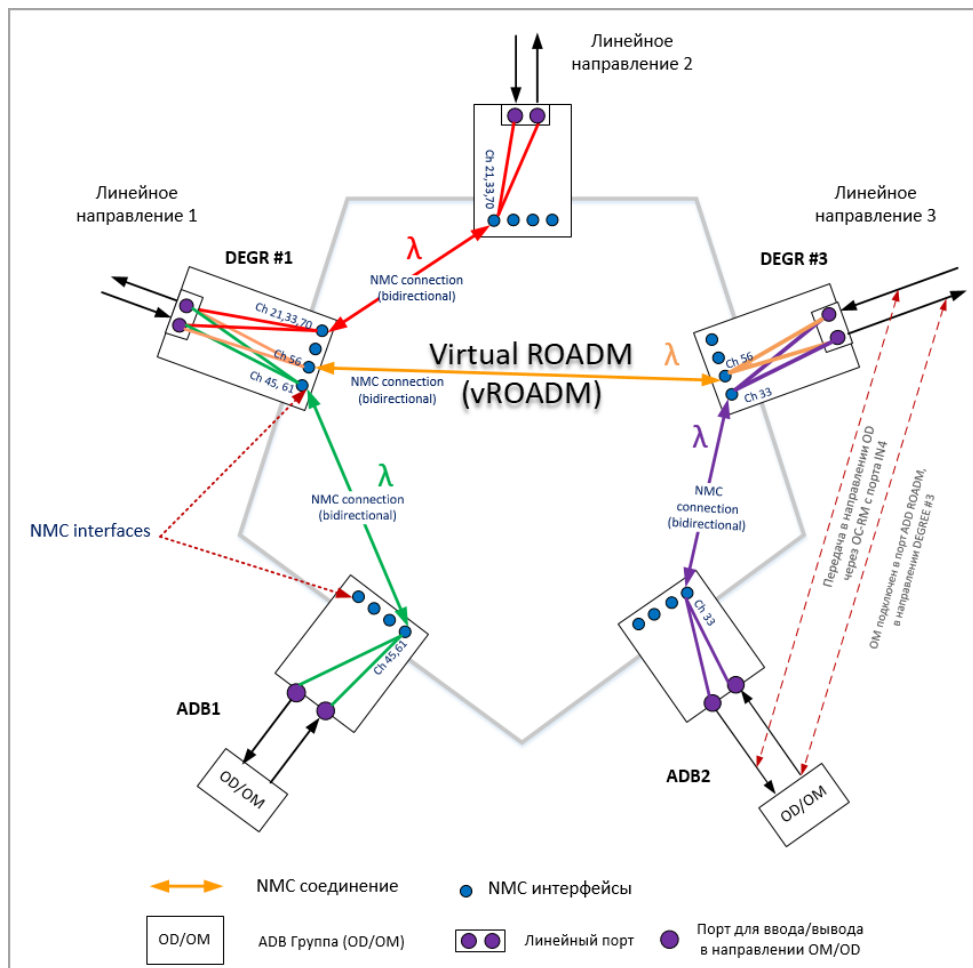 Линейное
направление 2
Линейное
направление 1
Линейное
направление 3
DEGR #1
DEGR #3
Ch 21,33,70
λ
NMC connection
(bidirectional)
Ch 21,33,70
Ch 56
Ch 45, 61
Virtual ROADM
(vROADM)
λ
NMC connection
(bidirectional)
Ch 56
Ch 33
λ
NMC connection
(bidirectional)
λ
NMC
connection
(bidirectional)
NMC interfaces
Передача в направлении OD
через OC-RM с порта IN4
OM подключен в порт ADD ROADM,
в направлении DEGREE #3
Ch 45,61
Ch 33
ADB1
ADB2
OD/OM
OD/OM
NMC соединение
NMC интерфейсы
OD/OM
ADB Группа (OD/OM)
Линейный порт
Порт для ввода/вывода
в направлении OM/OD